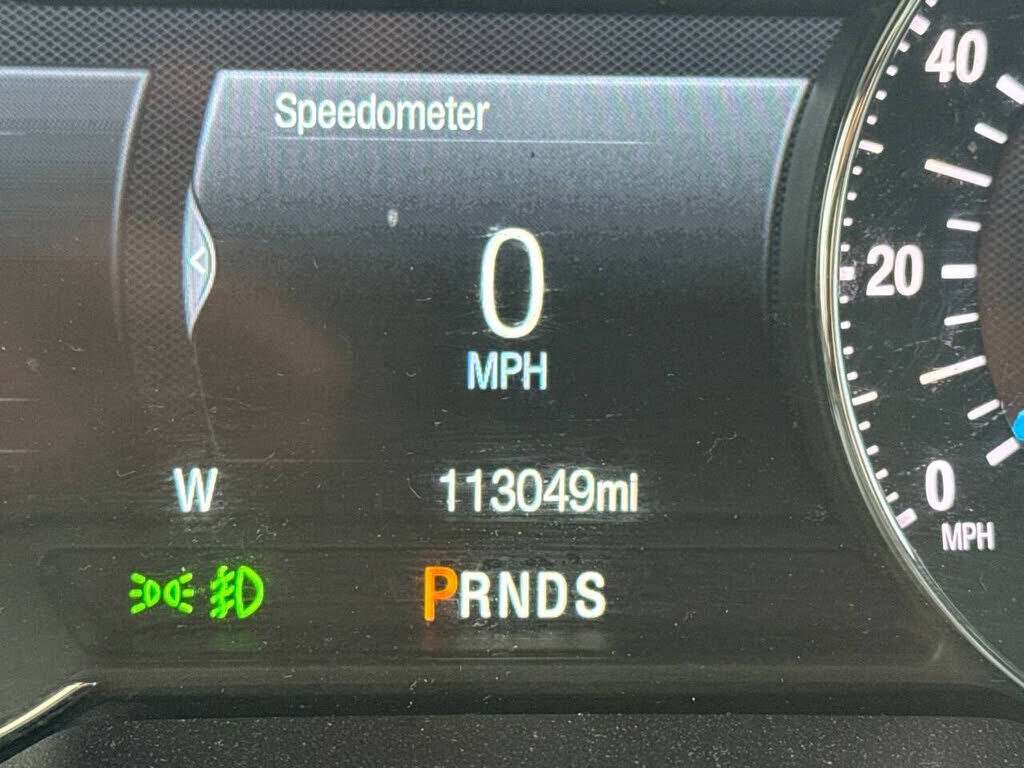 Speedometer
0
MPH
W
113049mi
PRNDS
40
20
0
MPH